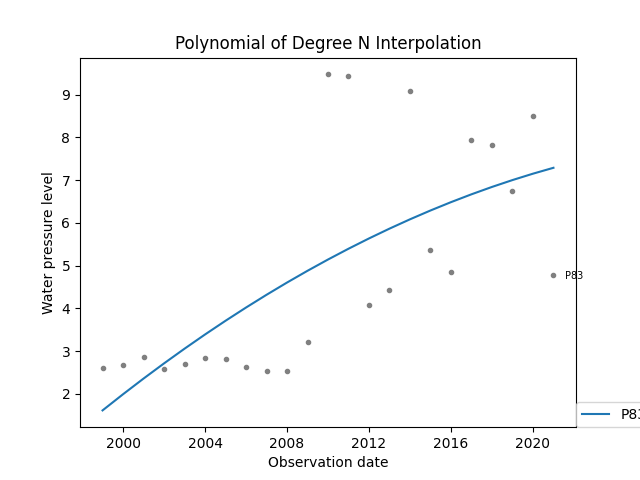 Polynomial of Degree N Interpolation
Water pressure level
9
8
7
6
5
4
3
2
P83
P83
2000 2004 2008 2012 2016 2020
Observation date